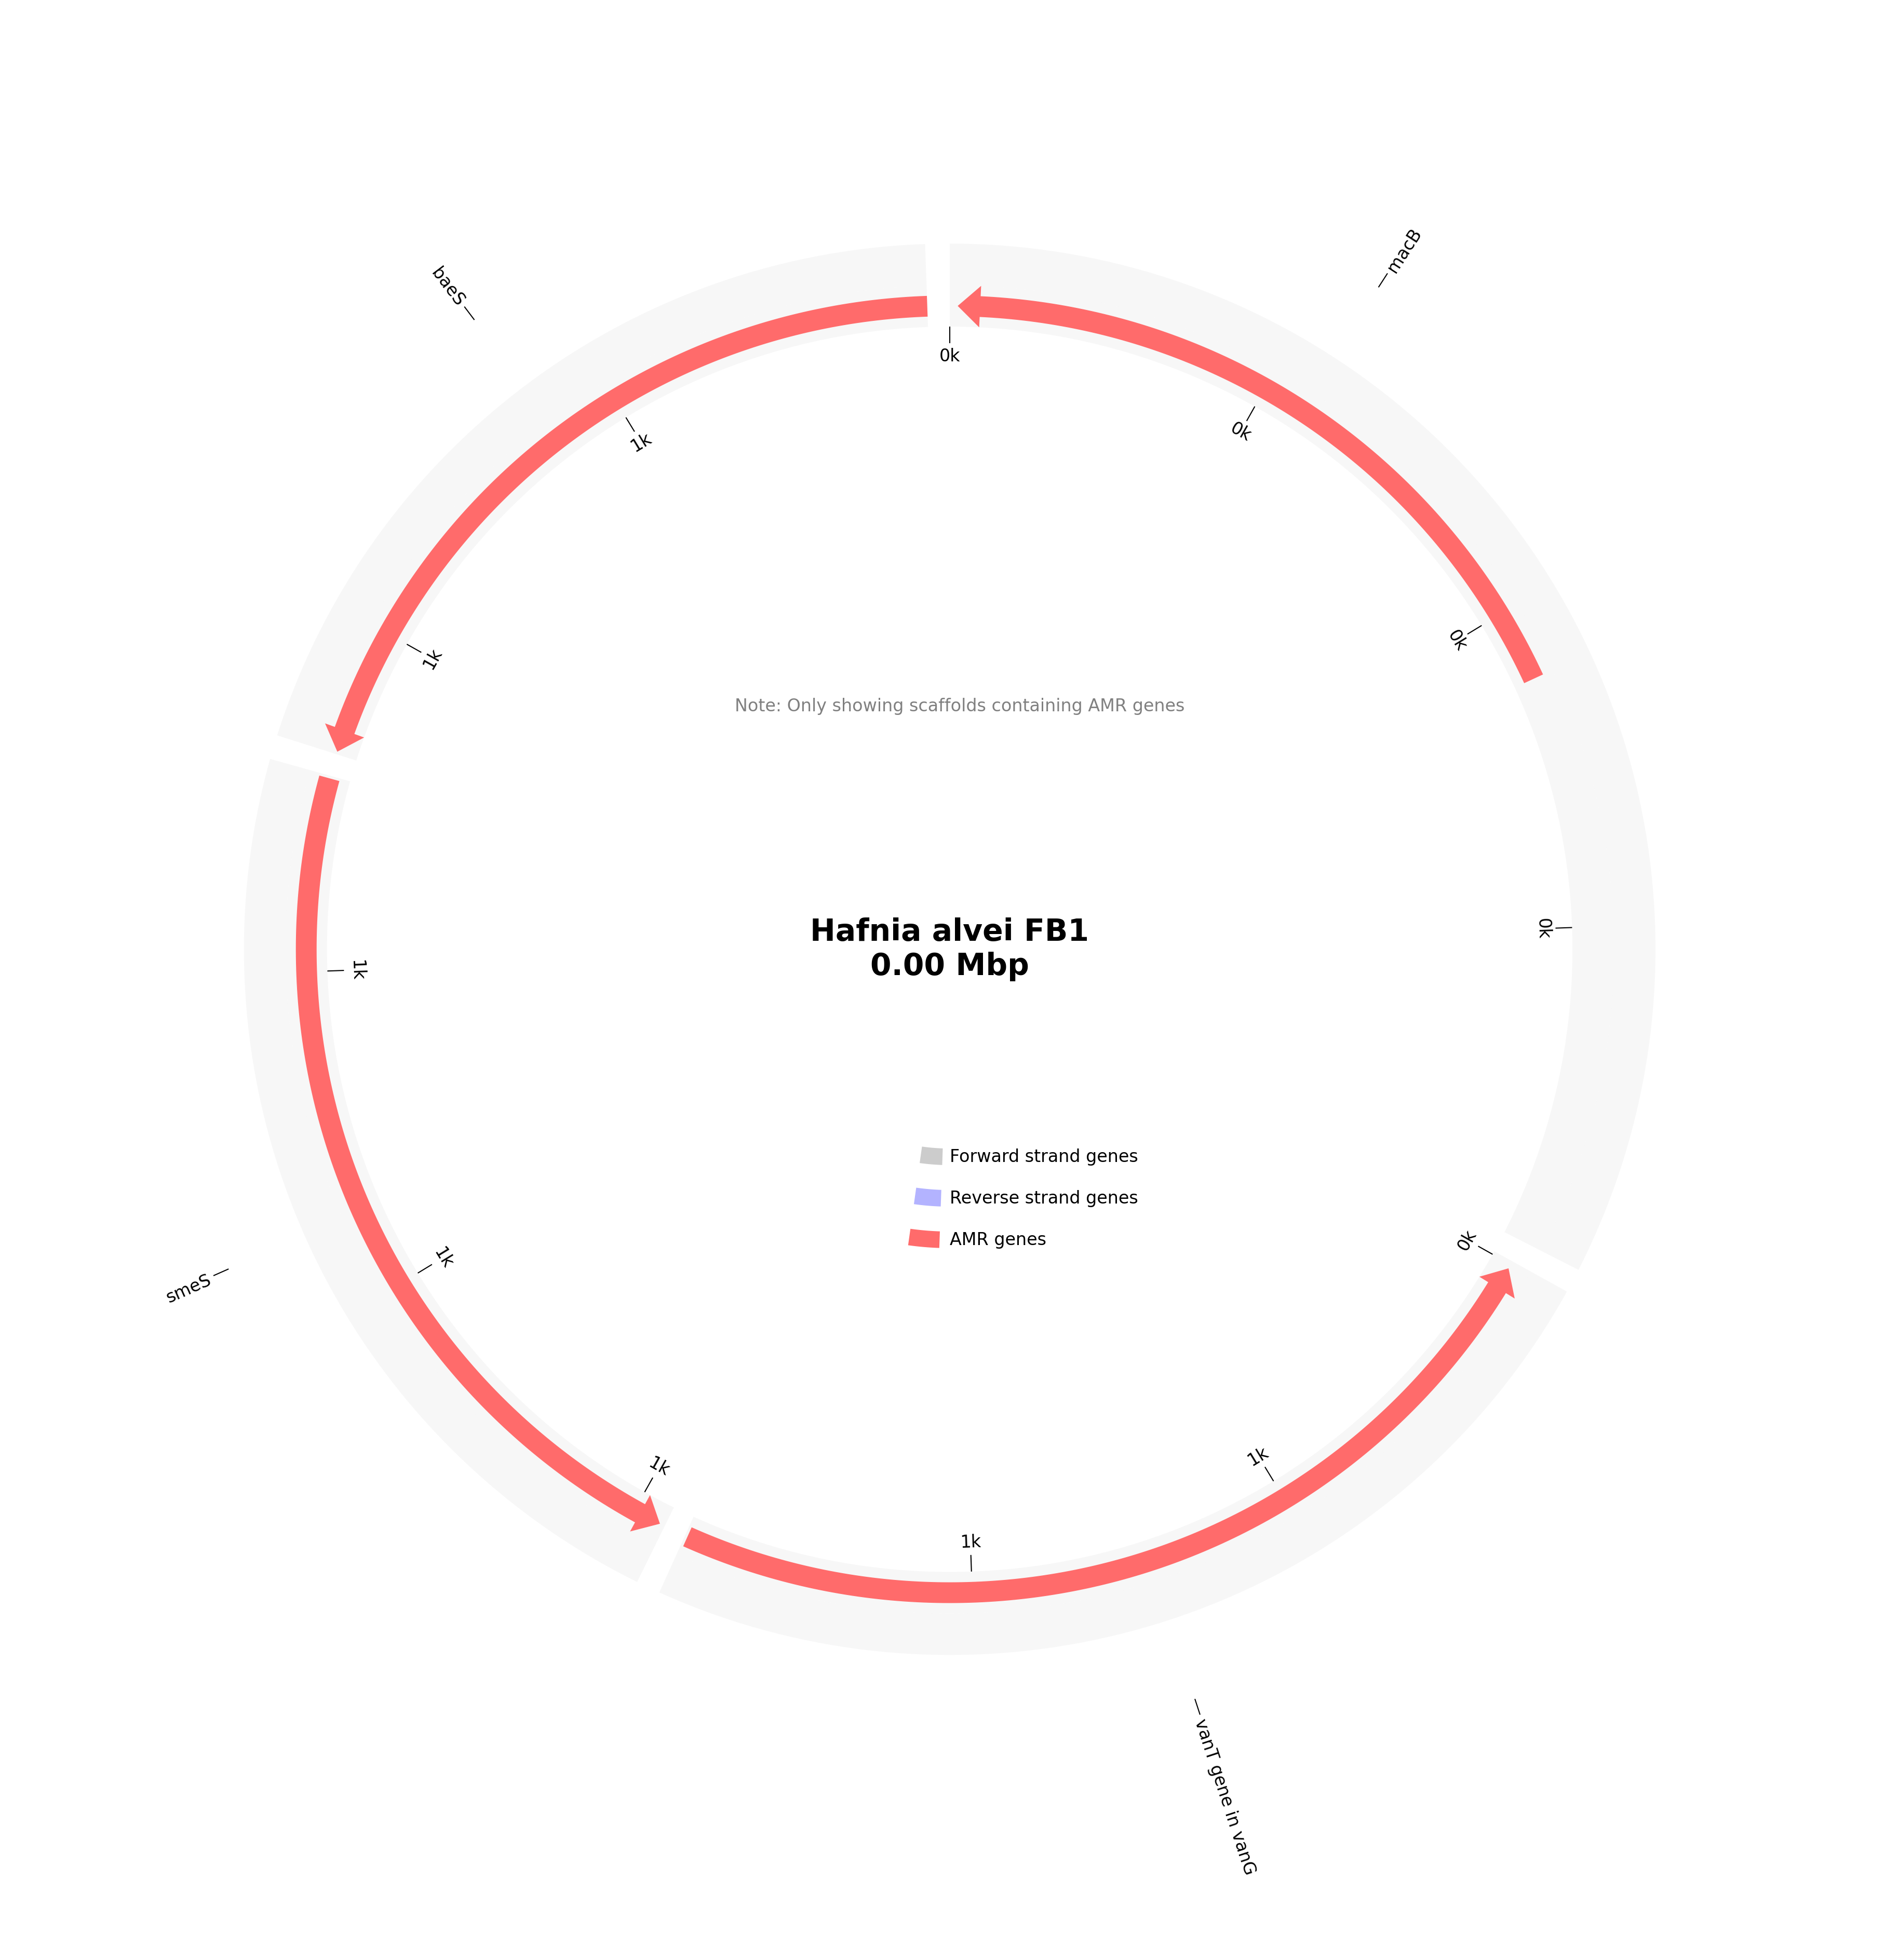 macB
baeS
0k
0k
1k
0k
1k
Note: Only showing scaffolds containing AMR genes
Hafnia alvei FB1
0.00 Mbp
0k
1k
Forward strand genes
Reverse strand genes
AMR genes
0k
1k
smeS
1k
1k
1k
vanT gene in vanG